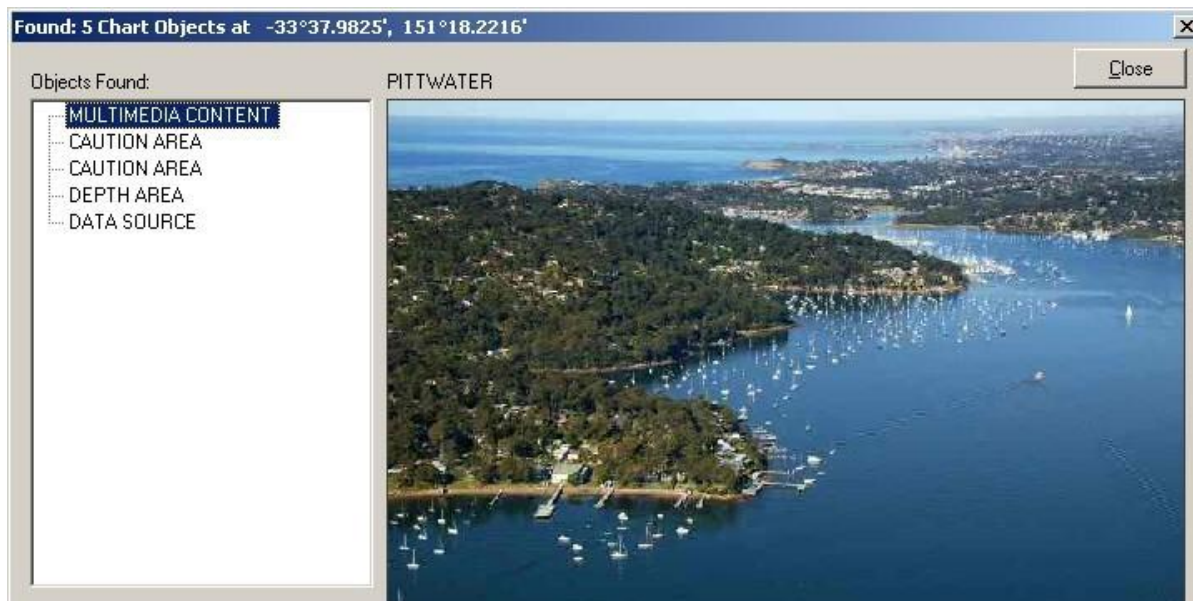 Found: 5 Chart Objects at -33°37.9825', 151°18.2216'
Close
Objects Found:
PITTWATER
MULTIMEDIA CONTENT
CAUTION AREA
CAUTION AREA
DEPTH AREA
DATA SOURCE